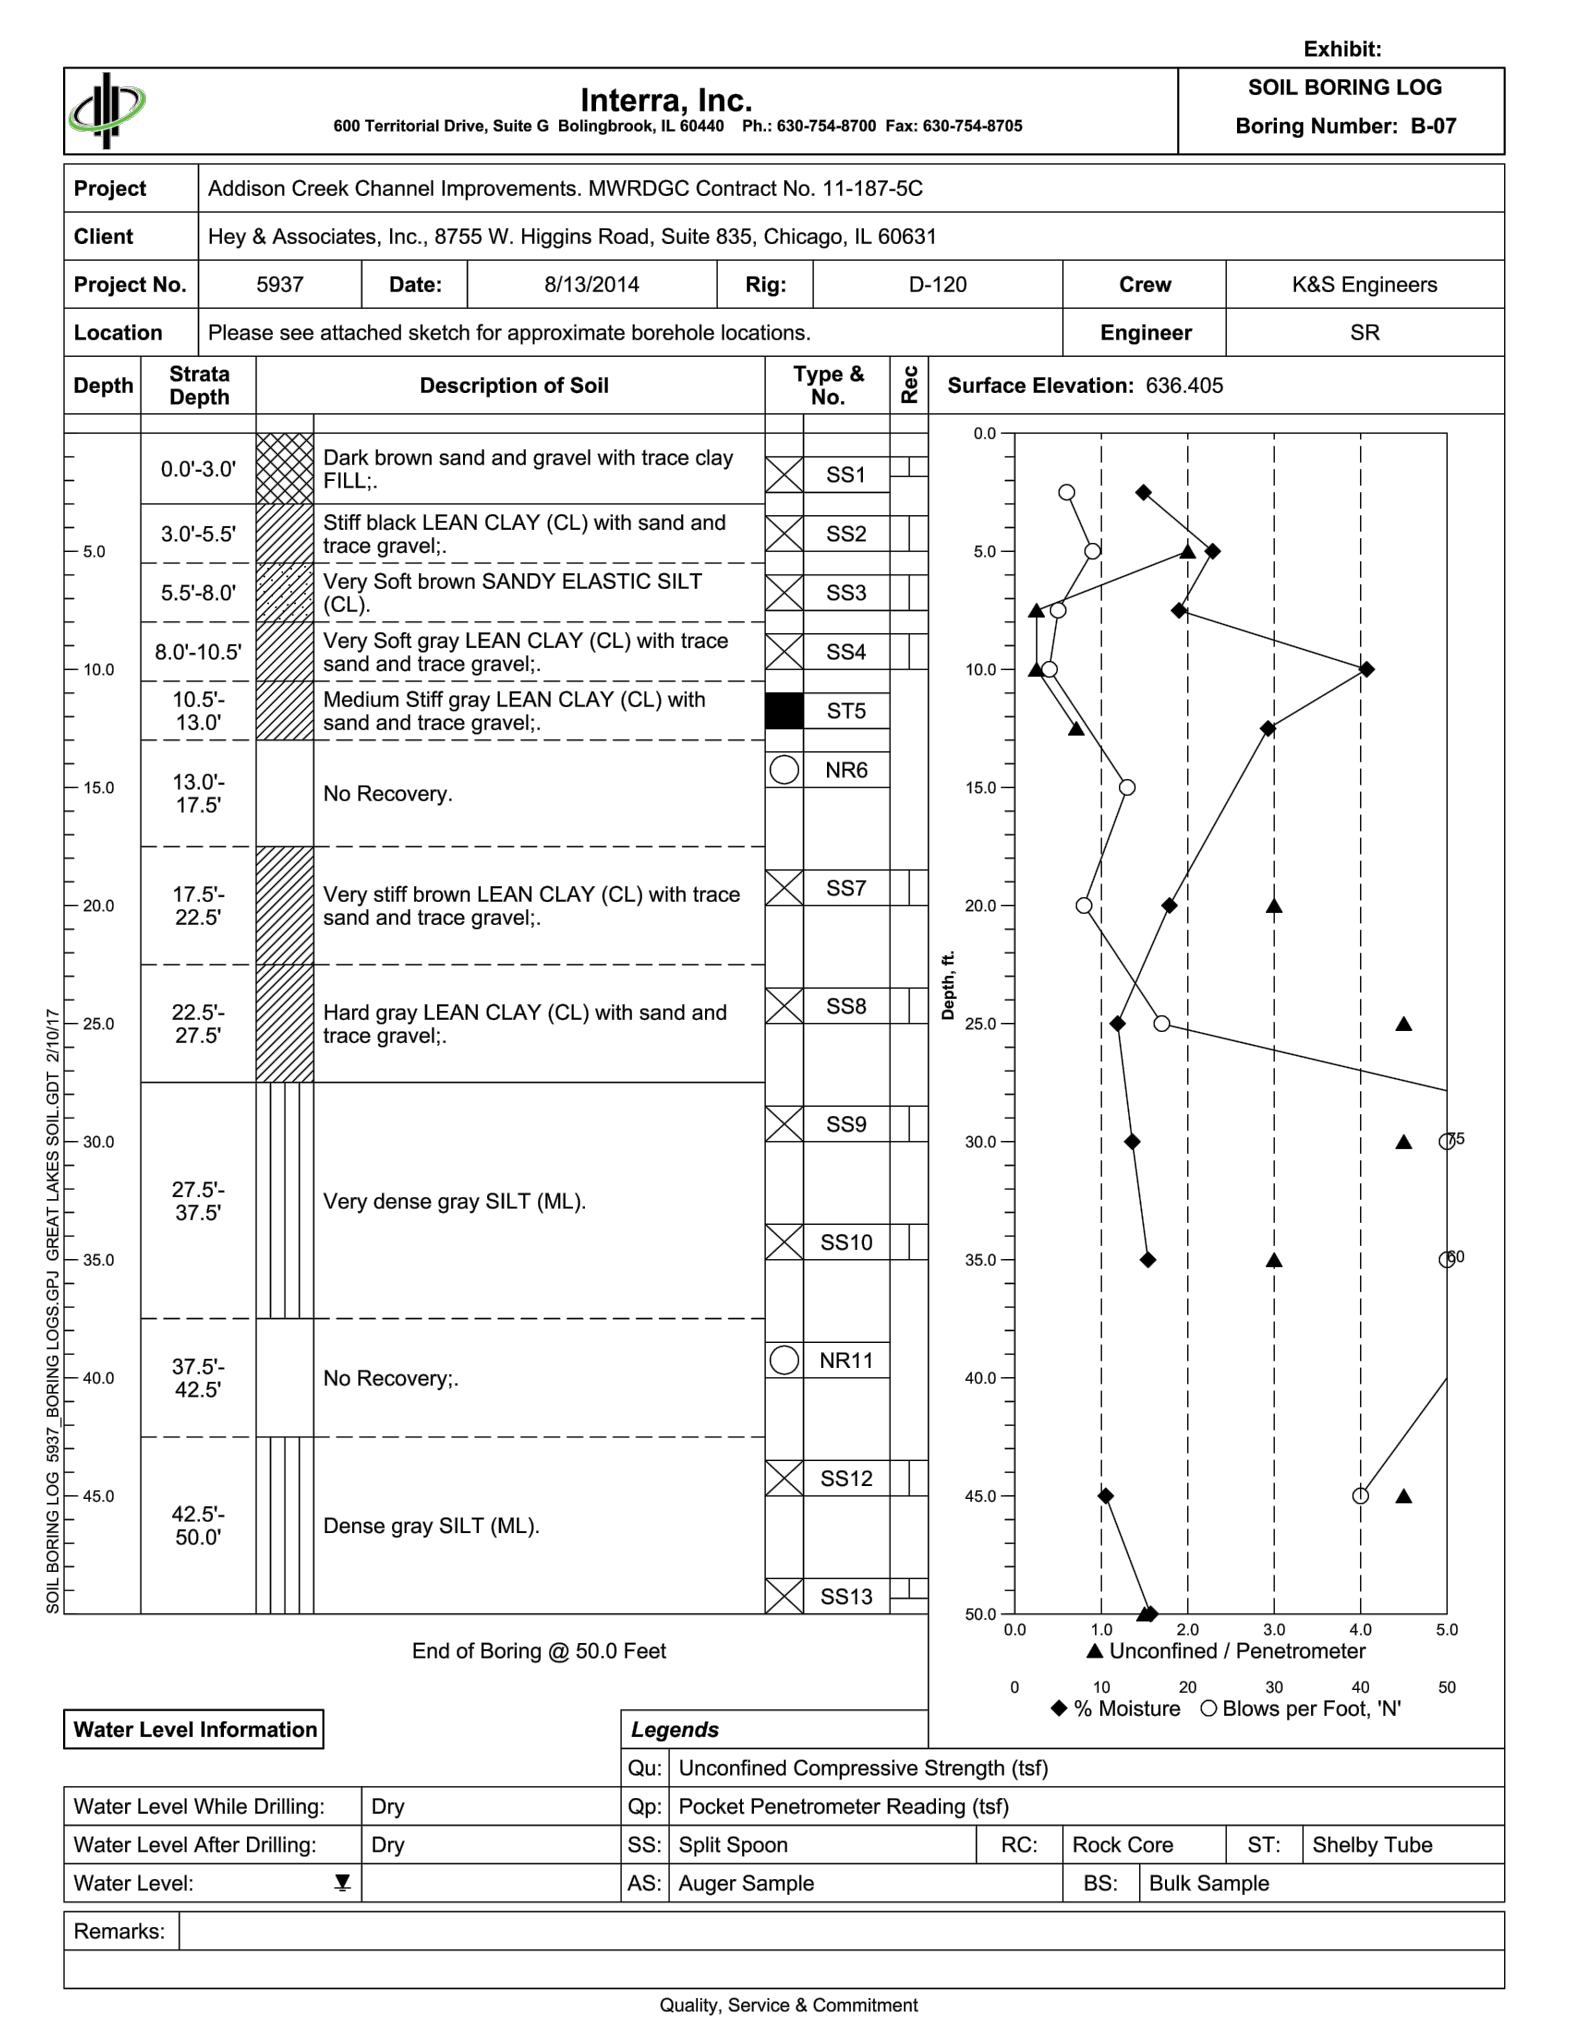 Exhibit:
Interra, Inc.
600 Territorial Drive, Suite G  Bolingbrook, IL 60440    Ph.: 630-754-8700  Fax: 630-754-8705
SOIL BORING LOG
Boring Number:  B-07
Project	Addison Creek Channel Improvements. MWRDGC Contract No. 11-187-5C
Client	Hey & Associates, Inc., 8755 W. Higgins Road, Suite 835, Chicago, IL 60631
Project No.	5937	Date:	8/13/2014	Rig:	D-120	Crew	K&S Engineers
Location	Please see attached sketch for approximate borehole locations.	Engineer	SR
Depth
Strata
Depth
Description of Soil
Type &
No.
Rec
Surface Elevation:  636.405
0.0'-3.0'
Dark brown sand and gravel with trace clay
FILL;.
SS1
3.0'-5.5'
Stiff black LEAN CLAY (CL) with sand and
trace gravel;.
SS2
5.0
5.5'-8.0'
Very Soft brown SANDY ELASTIC SILT
(CL).
SS3
8.0'-10.5'
Very Soft gray LEAN CLAY (CL) with trace
sand and trace gravel;.
SS4
10.0
10.5'-
13.0'
Medium Stiff gray LEAN CLAY (CL) with
sand and trace gravel;.
ST5
13.0'-
17.5'
No Recovery.
NR6
15.0
17.5'-
22.5'
Very stiff brown LEAN CLAY (CL) with trace
sand and trace gravel;.
SS7
20.0
22.5'-
27.5'
Hard gray LEAN CLAY (CL) with sand and
trace gravel;.
SS8
25.0
SS9
30.0
27.5'-
37.5'
Very dense gray SILT (ML).
SS10
35.0
37.5'-
42.5'
No Recovery;.
NR11
40.0
SS12
45.0
42.5'-
50.0'
Dense gray SILT (ML).
SS13
End of Boring @ 50.0 Feet
SOIL BORING LOG  5937_BORING LOGS.GPJ  GREAT LAKES SOIL.GDT  2/10/17
Depth, ft.
0.0
5.0
10.0
15.0
20.0
25.0
30.0
35.0
40.0
45.0
50.0
75
60
0.0	1.0	2.0	3.0	4.0	5.0
▲ Unconfined / Penetrometer
0	10	20	30	40	50
◆ % Moisture   ○ Blows per Foot, 'N'
Water Level Information
Legends
Qu:	Unconfined Compressive Strength (tsf)
Water Level While Drilling:	Dry	Qp:	Pocket Penetrometer Reading (tsf)
Water Level After Drilling:	Dry	SS:	Split Spoon	RC:	Rock Core	ST:	Shelby Tube
Water Level:	AS:	Auger Sample	BS:	Bulk Sample
Remarks:
Quality, Service & Commitment